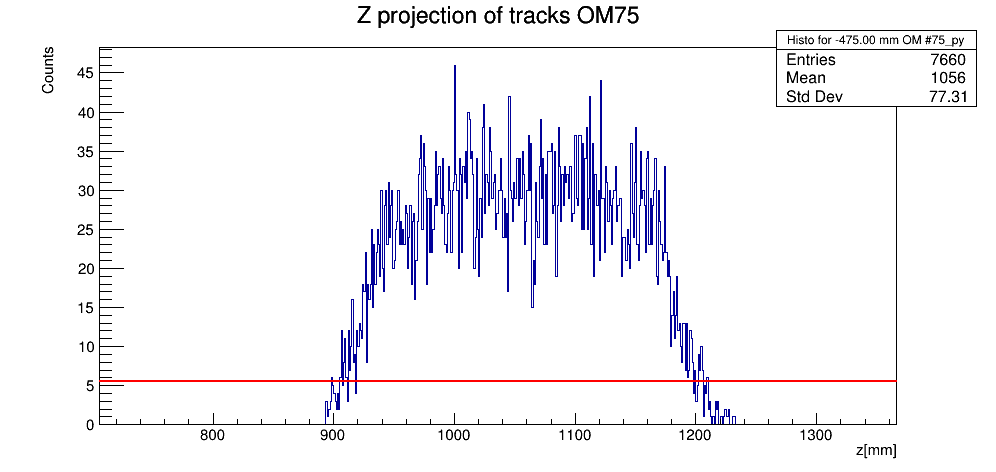 Z projection of tracks OM75
Histo for -475.00 mm OM #75_py
Entries 7660
Mean 1056
Std Dev 77.31
Counts
45
40
35
30
25
20
15
10
5
0
800 900 1000 1100 1200 1300
z[mm]